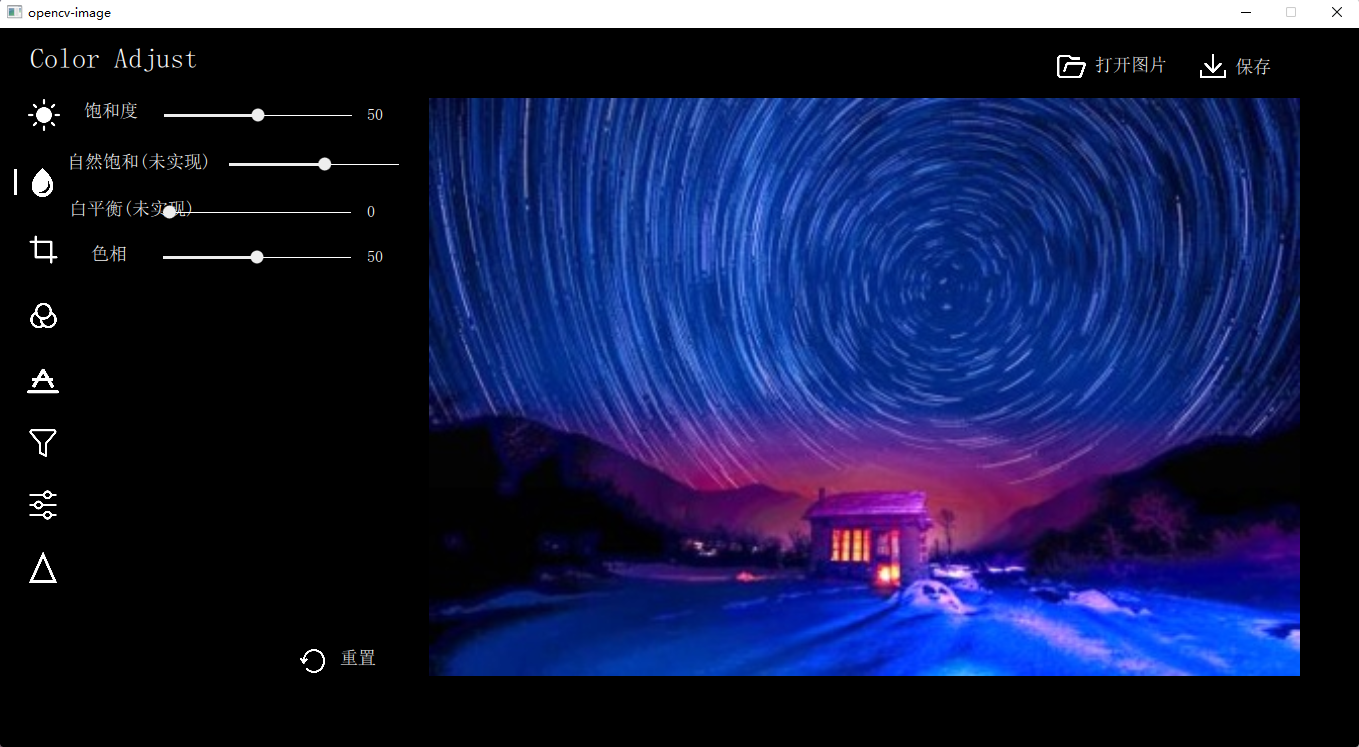 opencv-image
Color Adjust
打开图片
保存
饱和度 50
自然饱和(未实现)
白平衡(未实现) 0
色相 50
重置